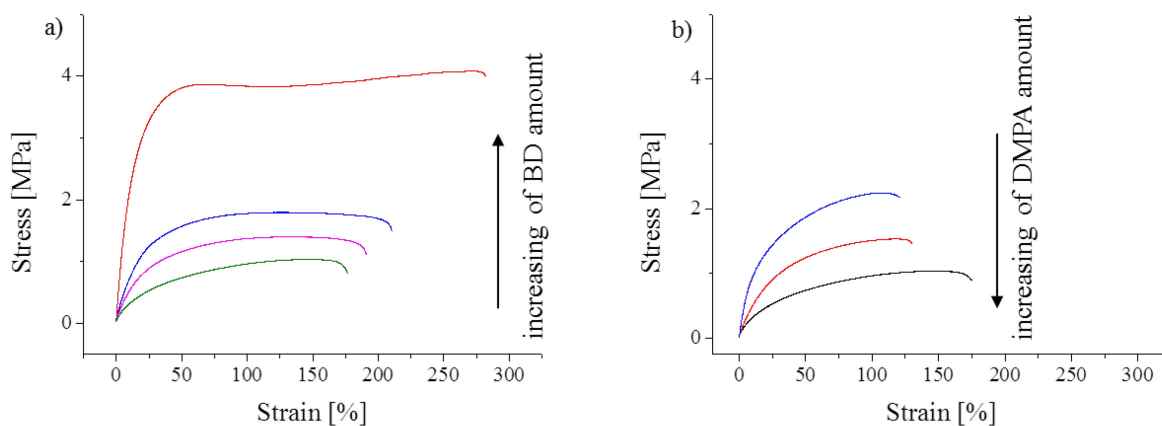 a)
4
2
0
Stress [MPa]
0 50 100 150 200 250 300
Strain [%]
increasing of BD amount
b)
4
2
0
Stress [MPa]
0 50 100 150 200 250 300
Strain [%]
increasing of DMPA amount